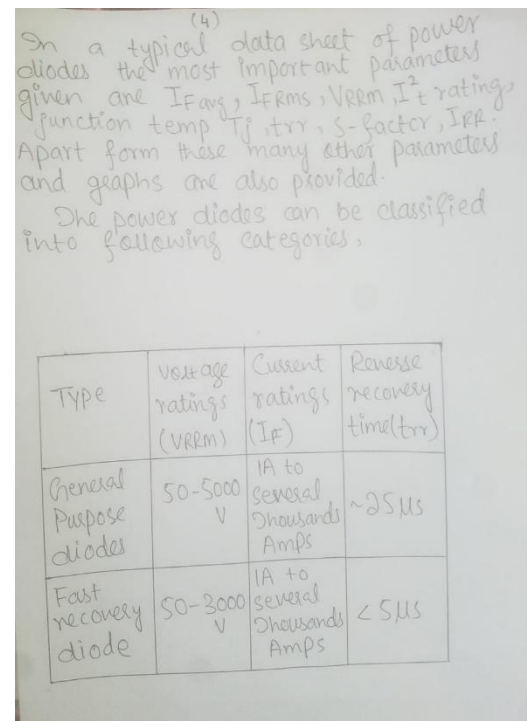 (4)
In a typical data sheet of power
diodes the most important parameters
given are IFavg, IFRMS, VRRM, I²t rating,
junction temp Tj, trr, S-factor, IRR.
Apart form these many other parameters
and graphs are also provided.
The power diodes can be classified
into following categories,
Type
Voltage
ratings
(VRRM)
Current
ratings
(IF)
Reverse
recovery
time(trr)
General
Purpose
diodes
50-5000
V
1A to
several
Thousands
Amps
~25μs
Fast
recovery
diode
50-3000
V
1A to
several
Thousands
Amps
<5μs